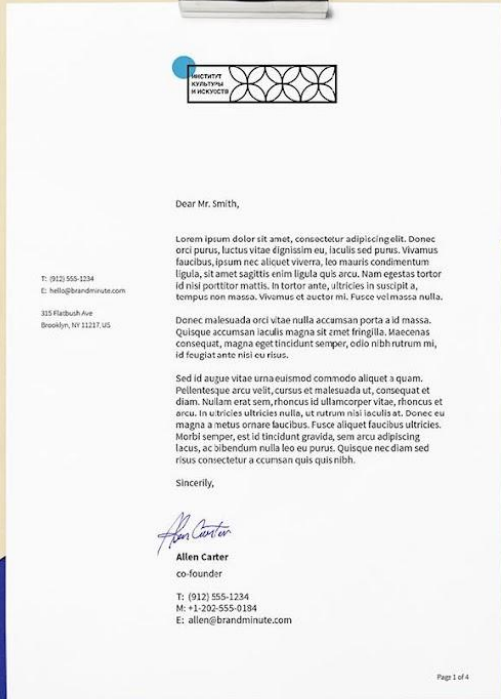 ИНСТИТУТ
КУЛЬТУРЫ
И ИСКУССТВ
Dear Mr. Smith,
Lorem ipsum dolor sit amet, consectetur adipiscing elit. Donec
orci purus, luctus vitae dignissim eu, iaculis sed purus. Vivamus
faucibus, ipsum nec aliquet viverra, leo mauris condimentum
ligula, sit amet sagittis enim ligula quis arcu. Nam egestas tortor
id nisi porttitor mattis. In tortor ante, ultricies in suscipit a,
tempus non massa. Vivamus et auctor mi. Fusce vel massa nulla.
T: (912) 555-1234
E: hello@brandminute.com
315 Flatbush Ave
Brooklyn, NY 11217, US
Donec malesuada orci vitae nulla accumsan porta a id massa.
Quisque accumsan iaculis magna sit amet fringilla. Maecenas
consequat, magna eget tincidunt semper, odio nibh rutrum mi,
id feugiat ante nisi eu risus.
Sed id augue vitae urna euismod commodo aliquet a quam.
Pellentesque arcu velit, cursus et malesuada ut, consequat et
diam. Nullam erat sem, rhoncus id ullamcorper vitae, rhoncus et
arcu. In ultricies ultricies nulla, ut rutrum nisi iaculis at. Donec eu
magna a metus ornare faucibus. Fusce aliquet faucibus ultricies.
Morbi semper, est id tincidunt gravida, sem arcu adipiscing
lacus, ac bibendum nulla leo eu purus. Quisque nec diam sed
risus consectetur a ccumsan quis quis nibh.
Sincerily,
Allen Carter
Allen Carter
co-founder
T: (912) 555-1234
M: +1-202-555-0184
E: allen@brandminute.com
Page 1 of 4